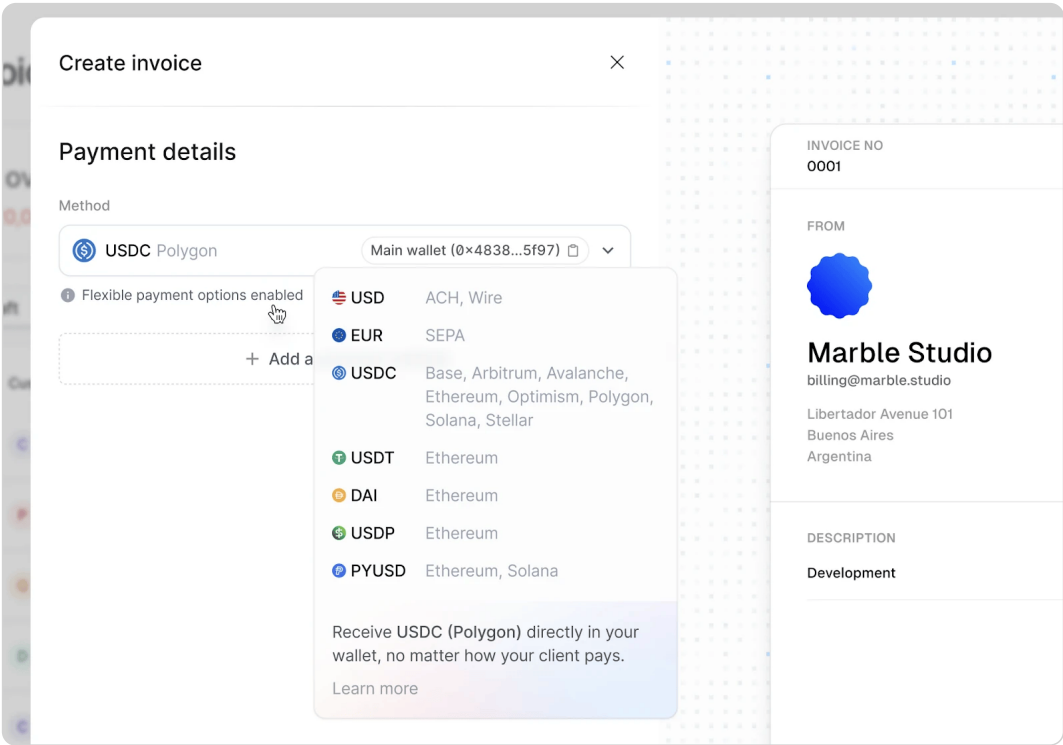 Create invoice
Payment details
Method
USDC Polygon
Main wallet (0×4838...5f97)
Flexible payment options enabled
Add a
USD ACH, Wire
EUR SEPA
USDC Base, Arbitrum, Avalanche,
Ethereum, Optimism, Polygon,
Solana, Stellar
USDT Ethereum
DAI Ethereum
USDP Ethereum
PYUSD Ethereum, Solana
Receive USDC (Polygon) directly in your
wallet, no matter how your client pays.
Learn more
INVOICE NO
0001
FROM
Marble Studio
billing@marble.studio
Libertador Avenue 101
Buenos Aires
Argentina
DESCRIPTION
Development